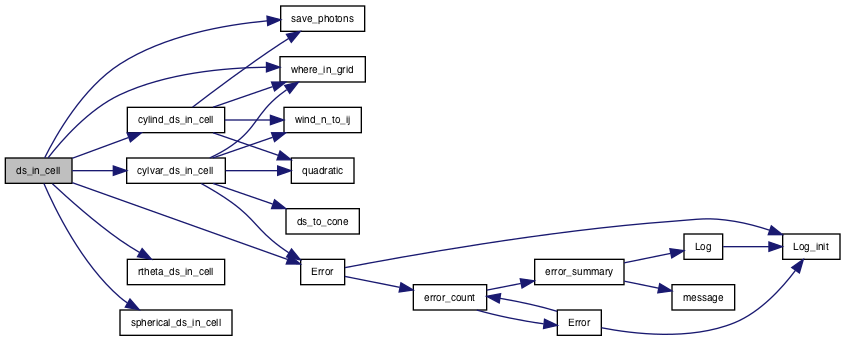 save_photons
where_in_grid
cylind_ds_in_cell
wind_n_to_ij
ds_in_cell
cylvar_ds_in_cell
quadratic
ds_to_cone
Log
Log_init
rtheta_ds_in_cell
Error
error_summary
error_count
message
spherical_ds_in_cell
Error